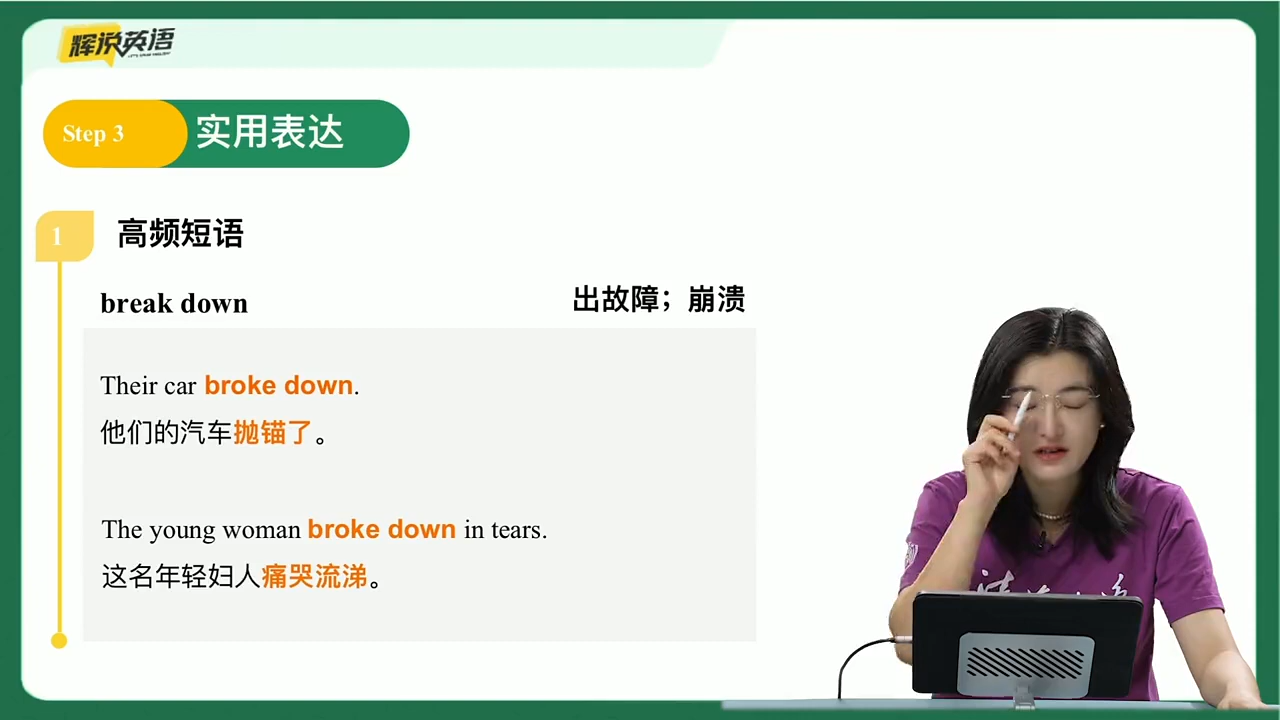 辉说英语
Step 3
实用表达
1
高频短语
break down
出故障；崩溃
Their car broke down.
他们的汽车抛锚了。
The young woman broke down in tears.
这名年轻妇人痛哭流涕。